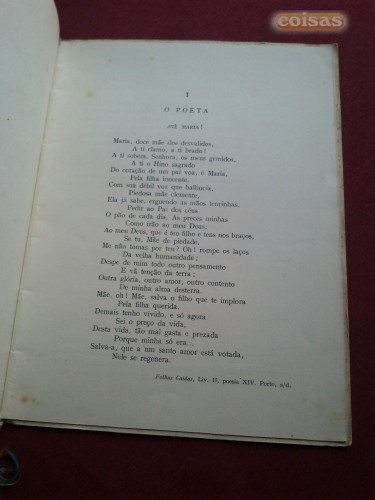 coisas
1
O POETA
AVÈ MARIA!
Maria, doce mãe dos desvalidos,
A ti clamo, a ti brado!
A ti sobem, Senhora, os meus gemidos,
A ti o Hino sagrado
Do coração de um pai voa, ó Maria,
Pela filha inocente.
Com sua débil voz que balbucia,
Piedosa mãe clemente,
Ela já sabe, erguendo as mãos tenrinhas,
Pedir ao Pai dos céus
O pão de cada dia. As preces minhas
Como irão ao meu Deus,
Ao meu Deus, que é teu filho e tens nos braços,
Se tu, Mãe de piedade,
Me não tomas por teu? Oh! rompe os laços
Da velha humanidade;
Despe de mim todo outro pensamento
E vã tenção da terra;
Outra glória, outro amor, outro contento
De minha alma desterra.
Mãe, oh! Mãe, salva o filho que te implora
Pela filha querida.
Demais tenho vivido, e só agora
Sei o preço da vida,
Desta vida, tão mal gasta e prezada
Porque minha só era...
Salva-a, que a um santo amor está votada,
Nele se regenera.
Folhas Caídas, Liv. II, poesia XIV. Porto, s/d.